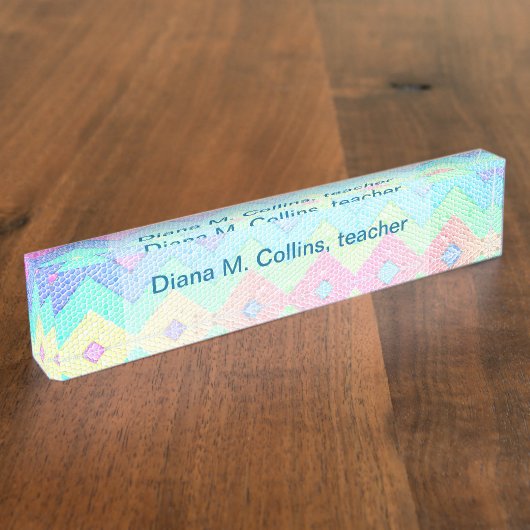 Diana M. Collins, teacher